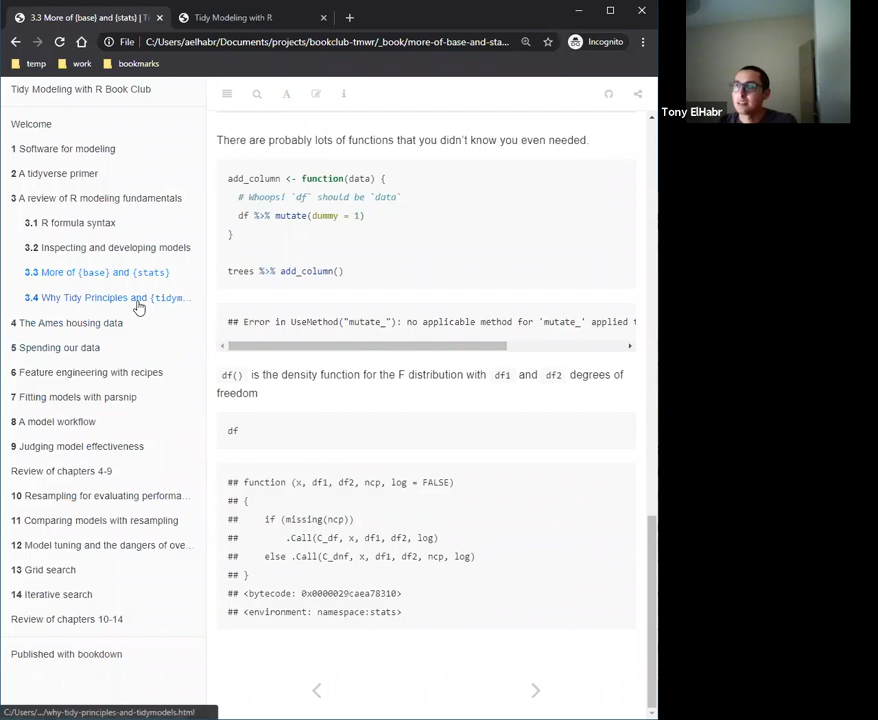 3.3 More of {base} and {stats} | Ti
Tidy Modeling with R
File
C:/Users/aelhabr/Documents/projects/bookclub-tmwr/_book/more-of-base-and-sta...
Incognito
temp
work
bookmarks
Tidy Modeling with R Book Club
Welcome
1 Software for modeling
2 A tidyverse primer
3 A review of R modeling fundamentals
3.1 R formula syntax
3.2 Inspecting and developing models
3.3 More of {base} and {stats}
3.4 Why Tidy Principles and {tidym...
4 The Ames housing data
5 Spending our data
6 Feature engineering with recipes
7 Fitting models with parsnip
8 A model workflow
9 Judging model effectiveness
Review of chapters 4-9
10 Resampling for evaluating performa...
11 Comparing models with resampling
12 Model tuning and the dangers of ove...
13 Grid search
14 Iterative search
Review of chapters 10-14
Published with bookdown
C:/Users/.../why-tidy-principles-and-tidymodels.html
There are probably lots of functions that you didn't know you even needed.
add_column <- function(data) {
# Whoops! `df` should be `data`
df %>% mutate(dummy = 1)
}
trees %>% add_column()
## Error in UseMethod("mutate_"): no applicable method for 'mutate_' applied t
df() is the density function for the F distribution with df1 and df2 degrees of
freedom
df
## function (x, df1, df2, ncp, log = FALSE)
## {
## if (missing(ncp))
## .Call(C_df, x, df1, df2, log)
## else .Call(C_dnf, x, df1, df2, ncp, log)
## }
## <bytecode: 0x0000029caea78310>
## <environment: namespace:stats>
Tony ElHabr